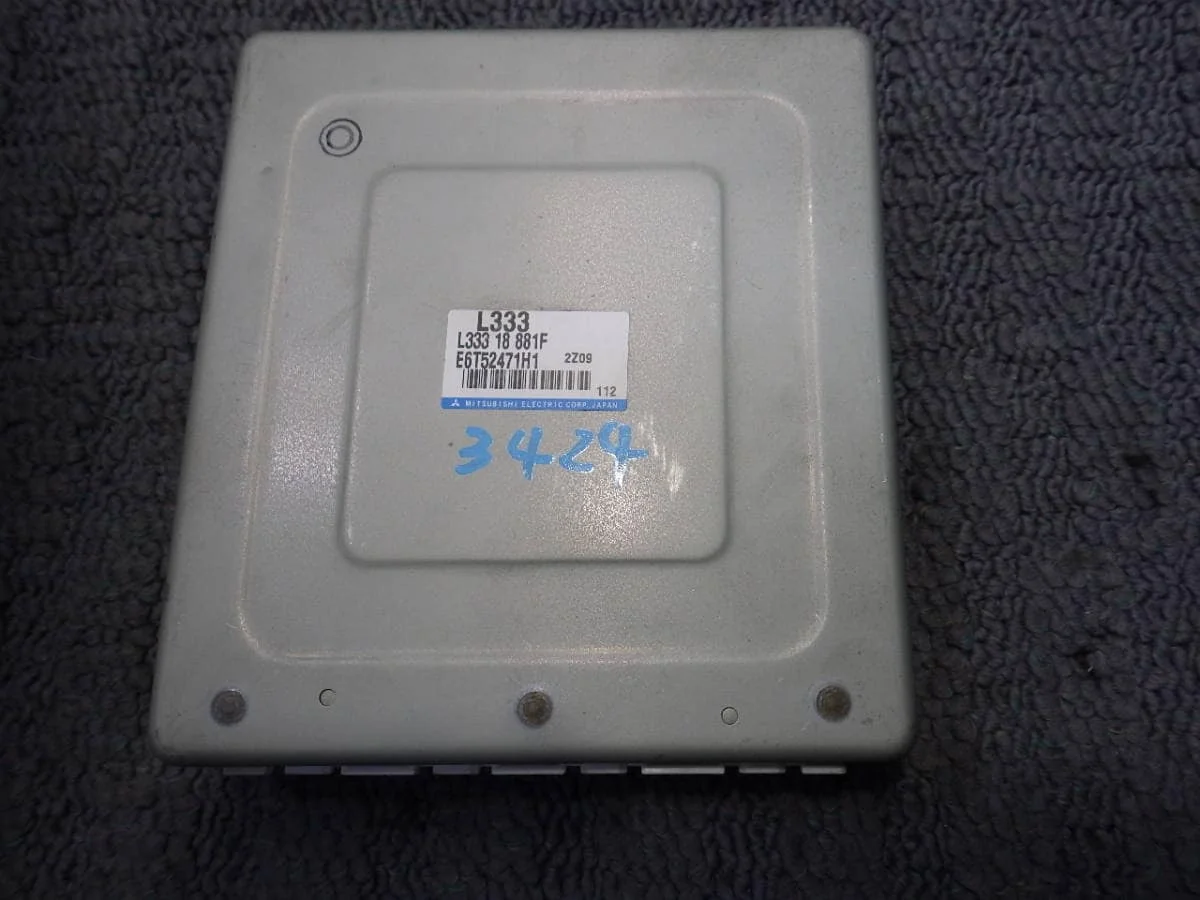 L333
L333 18 881F
E6T52471H1 2Z09
112
MITSUBISHI ELECTRIC CORP. JAPAN
3424